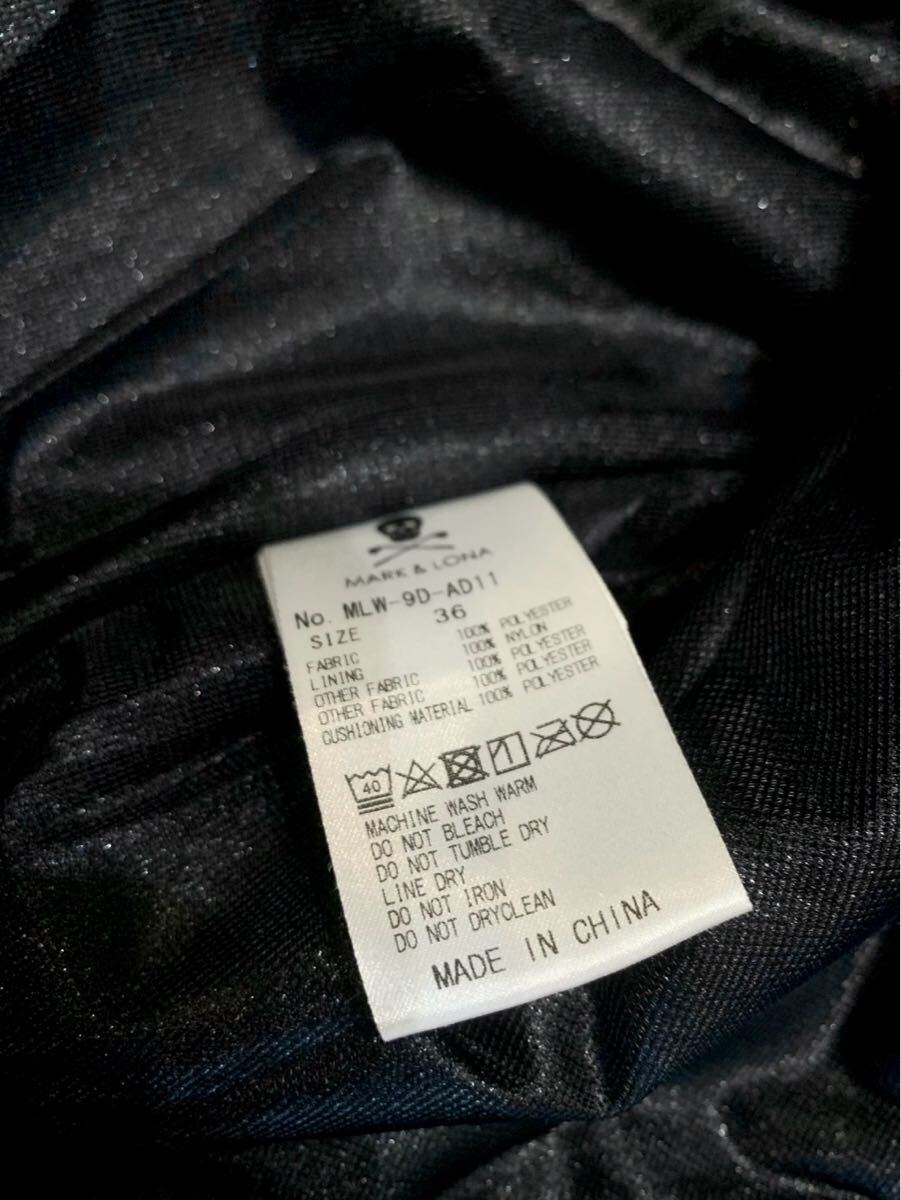 MARK & LONA
No. MLW-9D-AD11
SIZE 36
FABRIC 100% POLYESTER
LINING 100% NYLON
OTHER FABRIC 100% POLYESTER
OTHER FABRIC 100% POLYESTER
CUSHIONING MATERIAL 100% POLYESTER
40
MACHINE WASH WARM
DO NOT BLEACH
DO NOT TUMBLE DRY
LINE DRY
DO NOT IRON
DO NOT DRYCLEAN
MADE IN CHINA